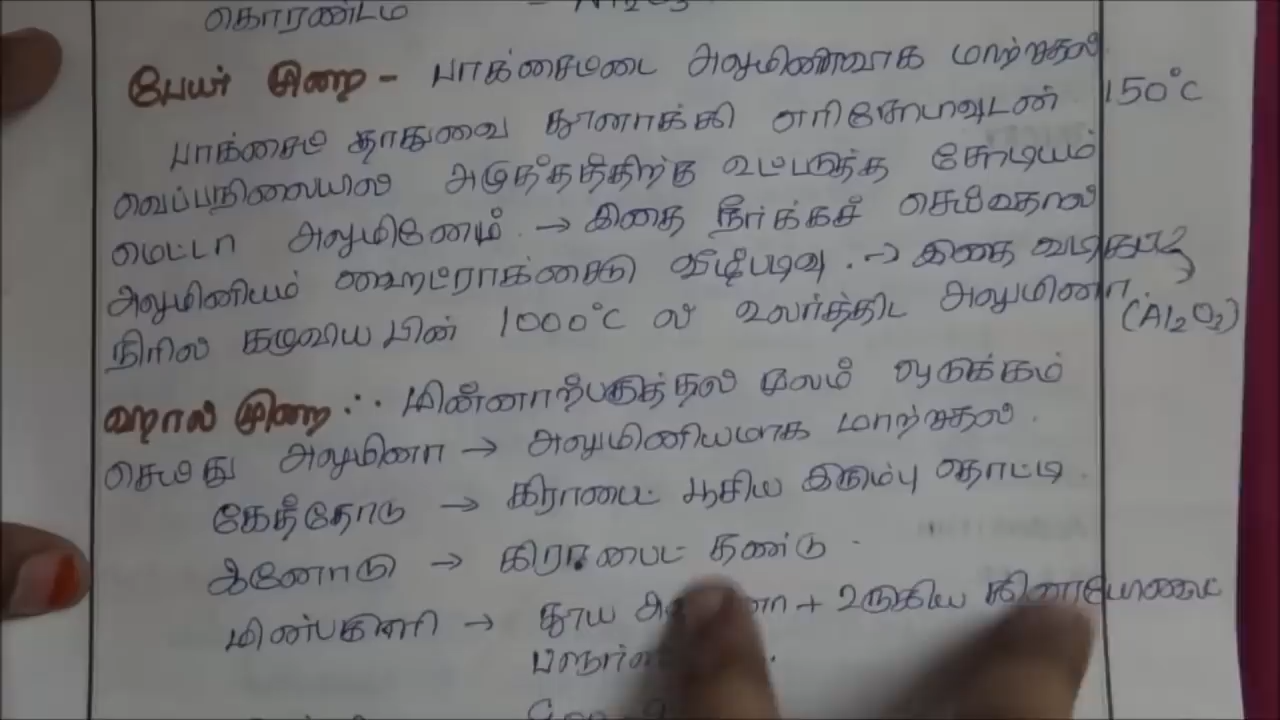 கொரண்டம் - Al2O3
பேயர் முறை - பாக்சைடை அலுமினாவாக மாற்றுதல்
பாக்சைட் தாதுவை தூளாக்கி எரிசோடாவுடன் 150°C
வெப்பநிலையில் அழுத்தத்திற்கு உட்படுத்த சோடியம்
மெட்டா அலுமினேட் → இதை நீர்க்கச் செய்வதால்
அலுமினியம் ஹைட்ராக்சைடு வீழ்படிவு. → இதை வடிகட்டி
நீரில் கழுவிய பின் 1000°C ல் உலர்த்திட அலுமினா (Al2O3)
ஹால் முறை :. மின்னாற்பகுத்தல் மூலம் ஒடுக்கம்
செய்து அலுமினா → அலுமினியமாக மாற்றுதல்.
கேத்தோடு → கிராபைட் பூசிய இரும்பு தொட்டி.
ஆனோடு → கிராபைட் தண்டு.
மின்பகுளி → தூய + உருகிய கிரையோலைட்